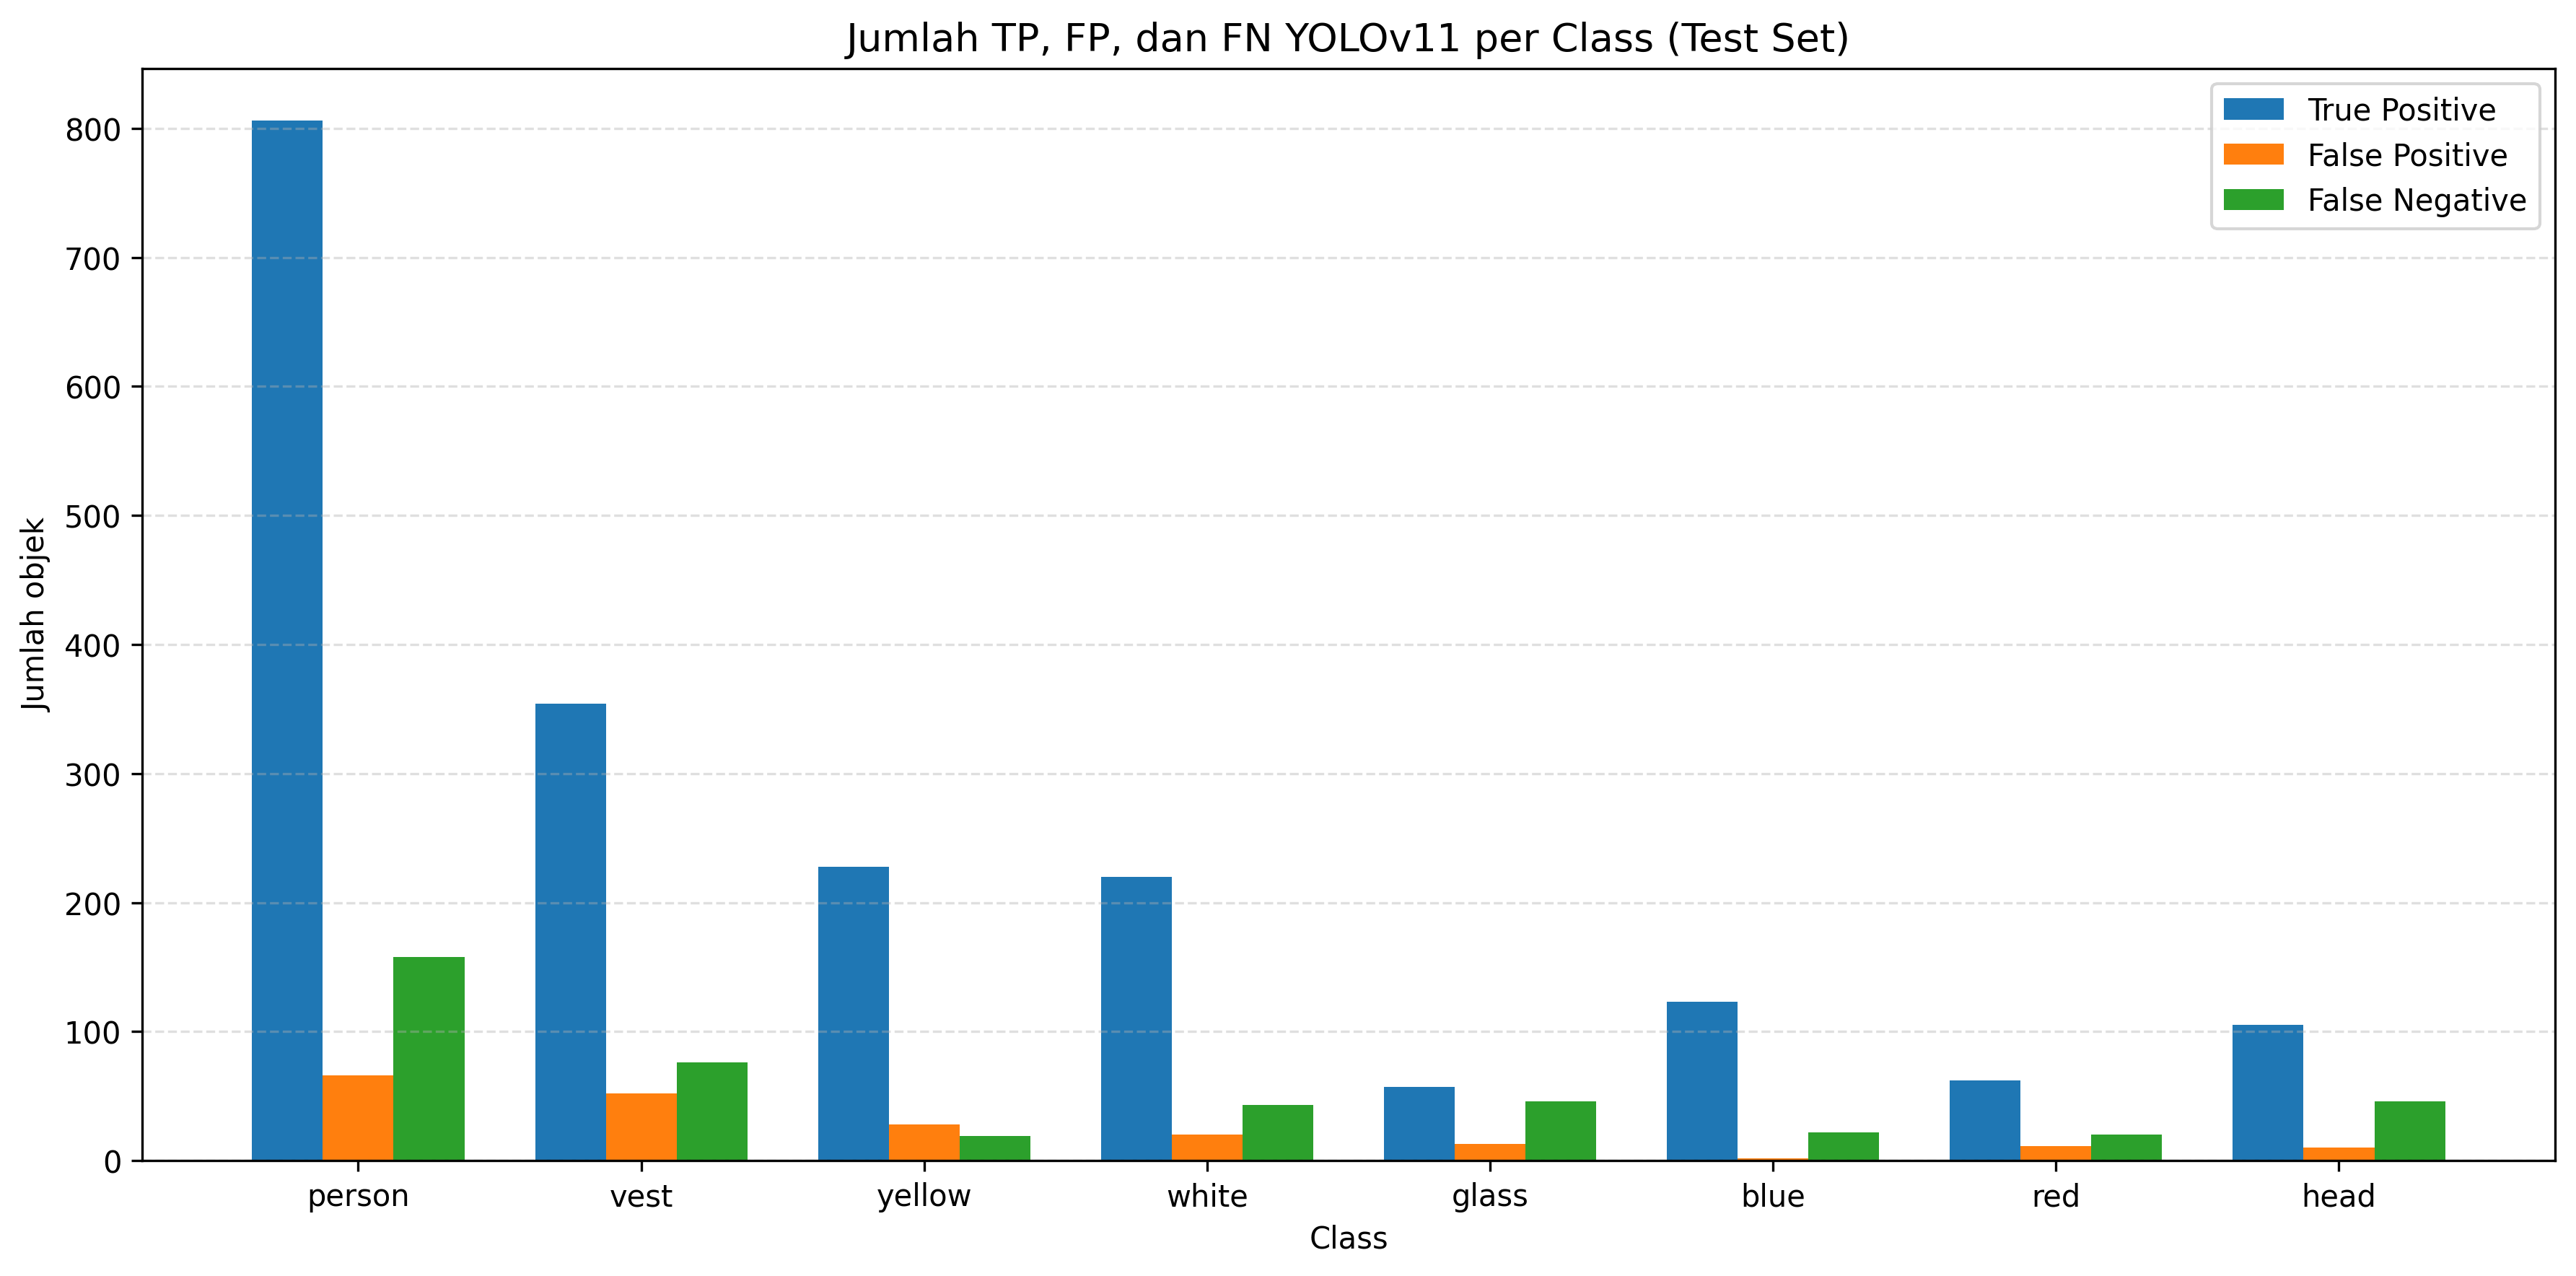 Jumlah TP, FP, dan FN YOLOv11 per Class (Test Set)
True Positive
False Positive
False Negative
Jumlah objek
800
700
600
500
400
300
200
100
0
person vest yellow white glass blue red head
Class